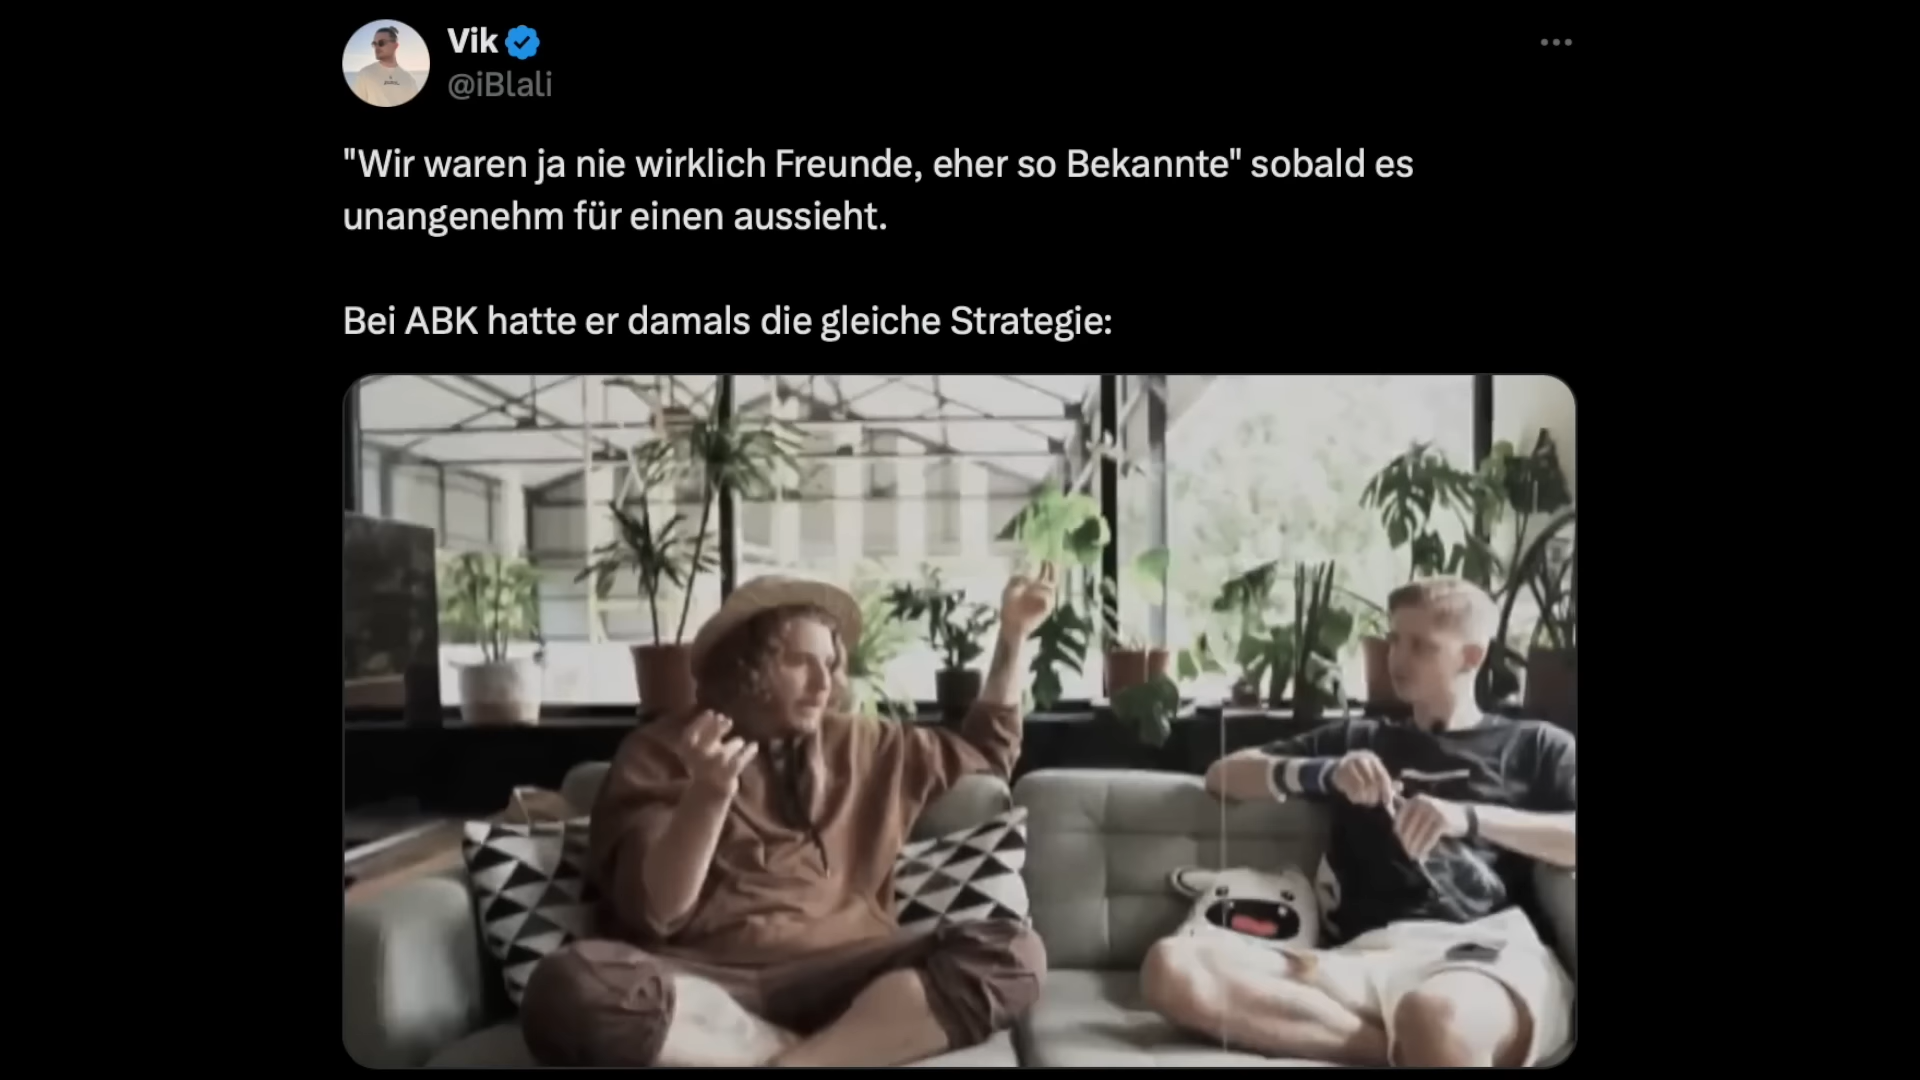 Vik
@iBlali
"Wir waren ja nie wirklich Freunde, eher so Bekannte" sobald es
unangenehm für einen aussieht.
Bei ABK hatte er damals die gleiche Strategie: